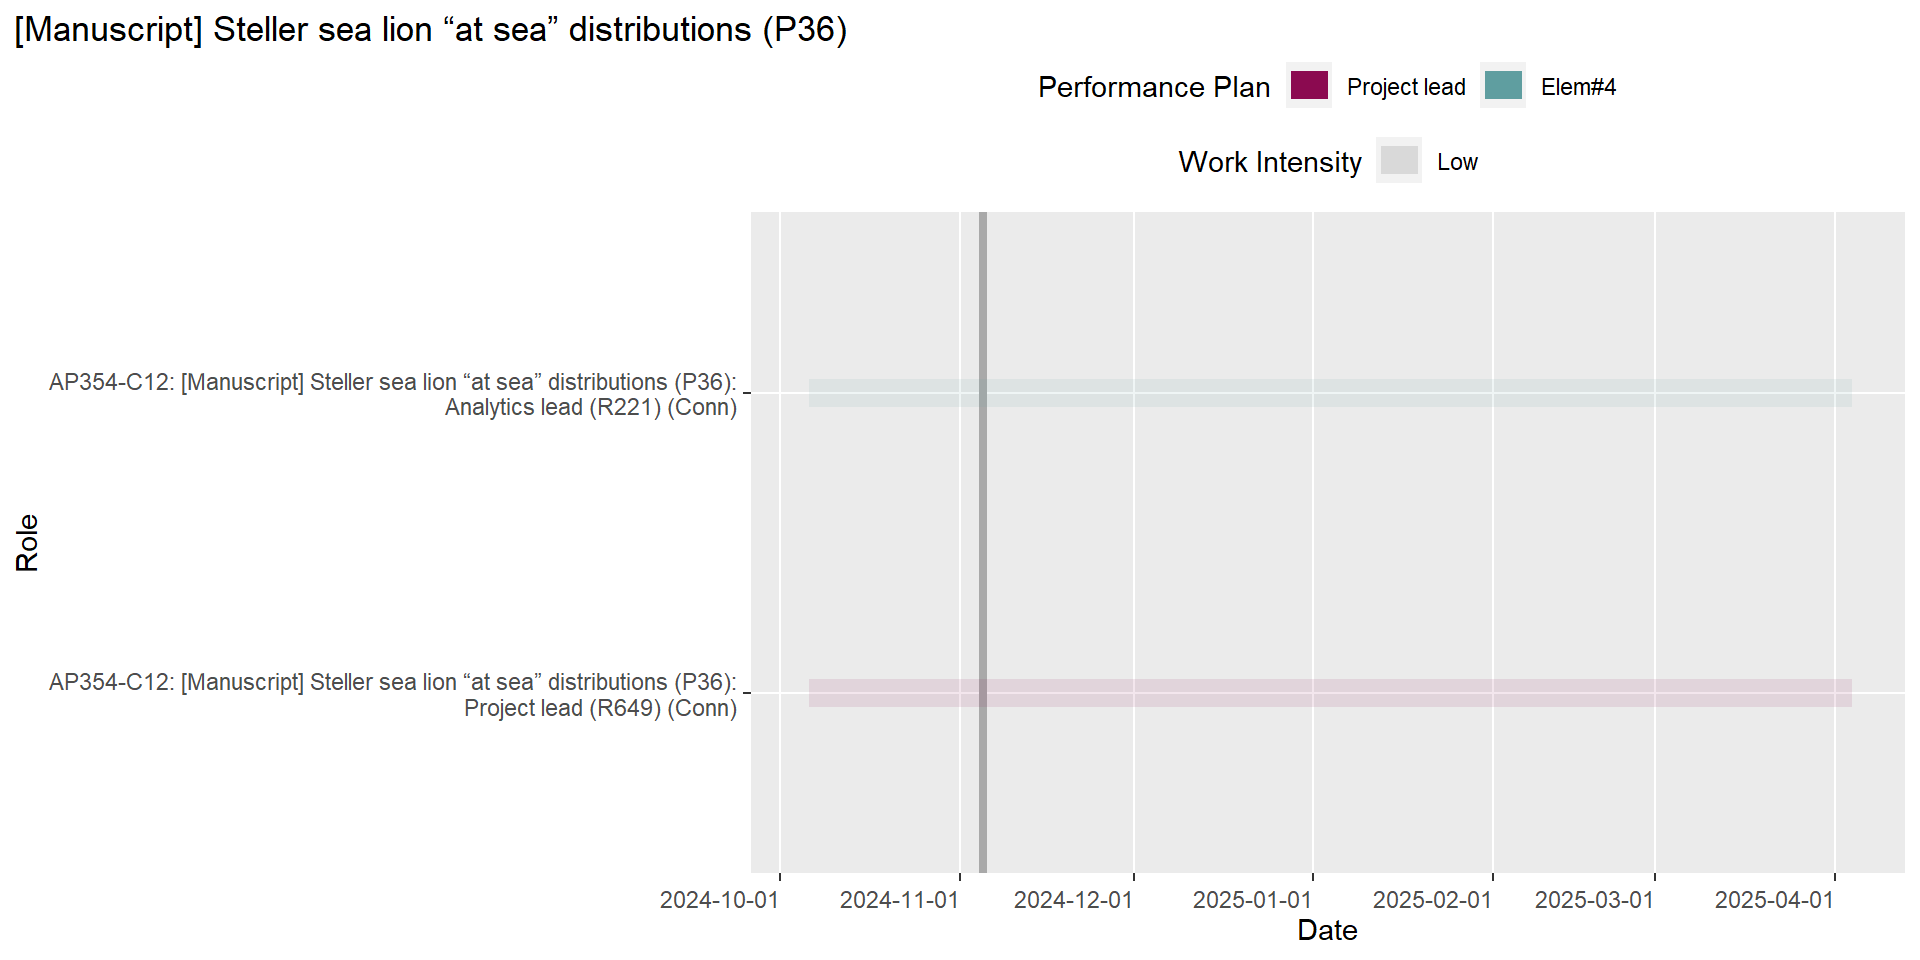 [Manuscript] Steller sea lion “at sea” distributions (P36)
Performance Plan Project lead Elem#4
Work Intensity Low
AP354-C12: [Manuscript] Steller sea lion “at sea” distributions (P36):
Analytics lead (R221) (Conn)
Role
AP354-C12: [Manuscript] Steller sea lion “at sea” distributions (P36):
Project lead (R649) (Conn)
2024-10-01 2024-11-01 2024-12-01 2025-01-01 2025-02-01 2025-03-01 2025-04-01
Date